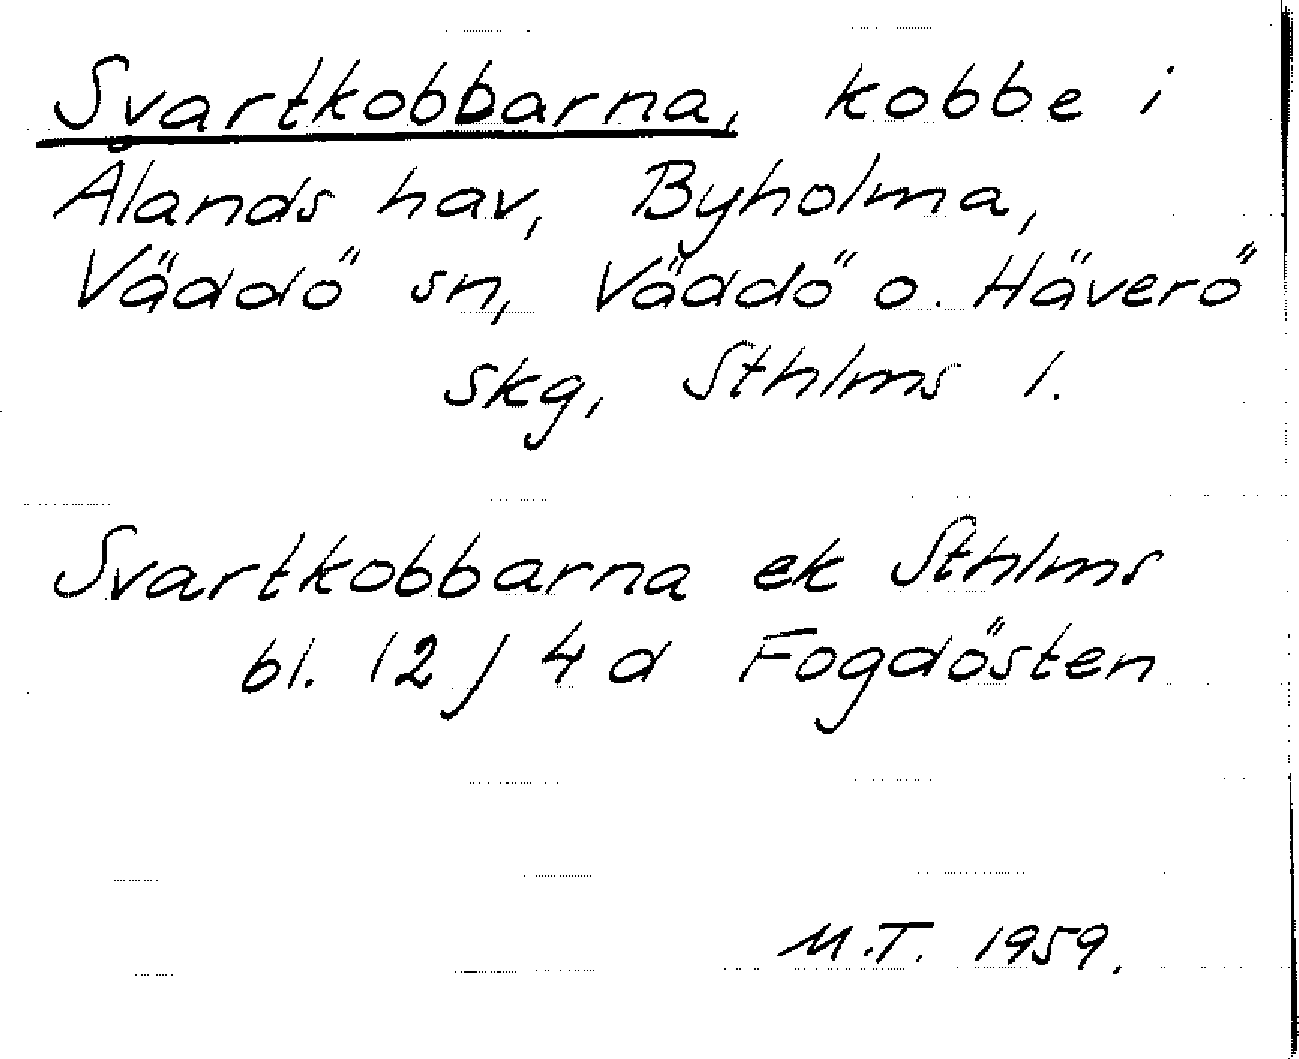 Svartkobbarna, kobbe i
Ålands hav, Byholma,
Väddö sn, Väddö o. Häverö
skg, Sthlms l.
Svartkobbarna ek Sthlms
bl. 12 J 4 d Fogdösten
M.T. 1959.